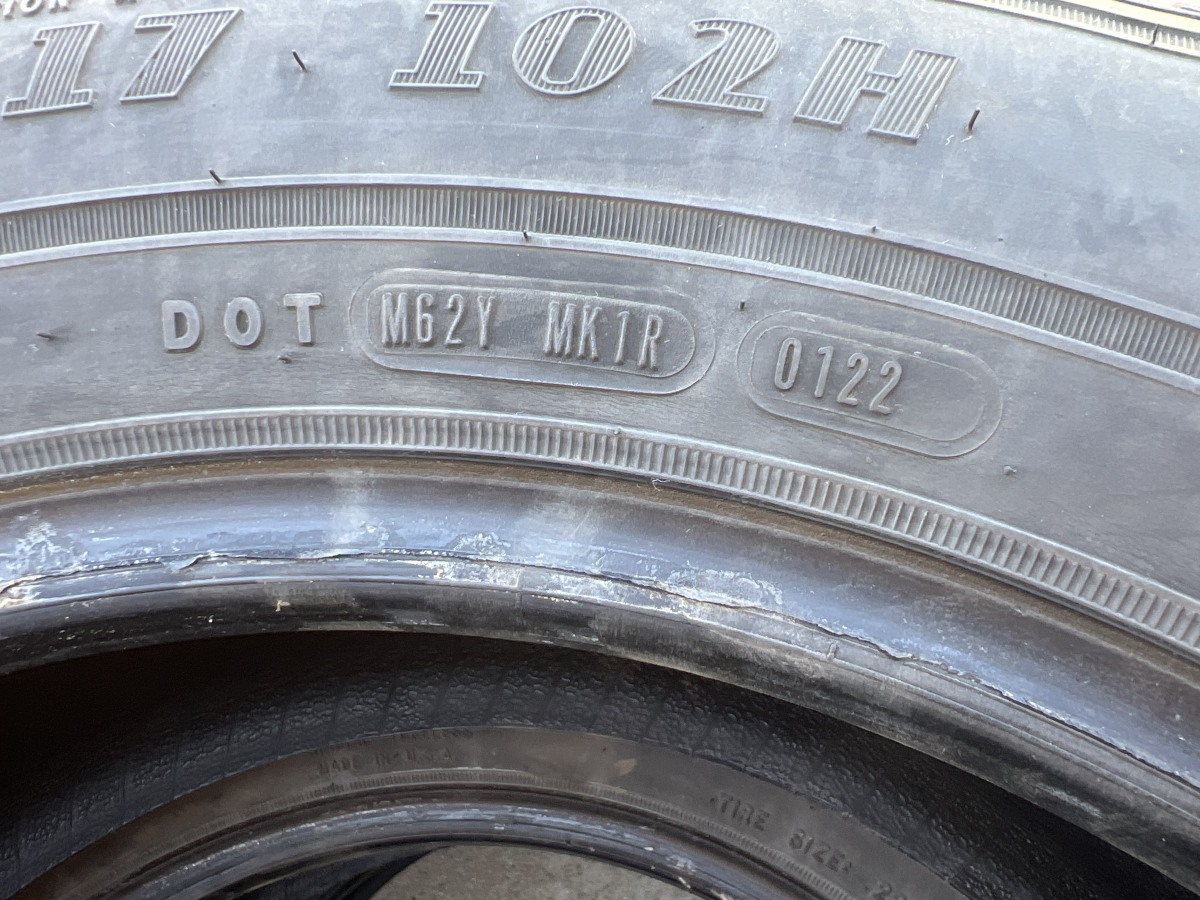 17 102H
DOT M62Y MK1R 0122
MADE IN U.S.A.
TIRE SIZE: